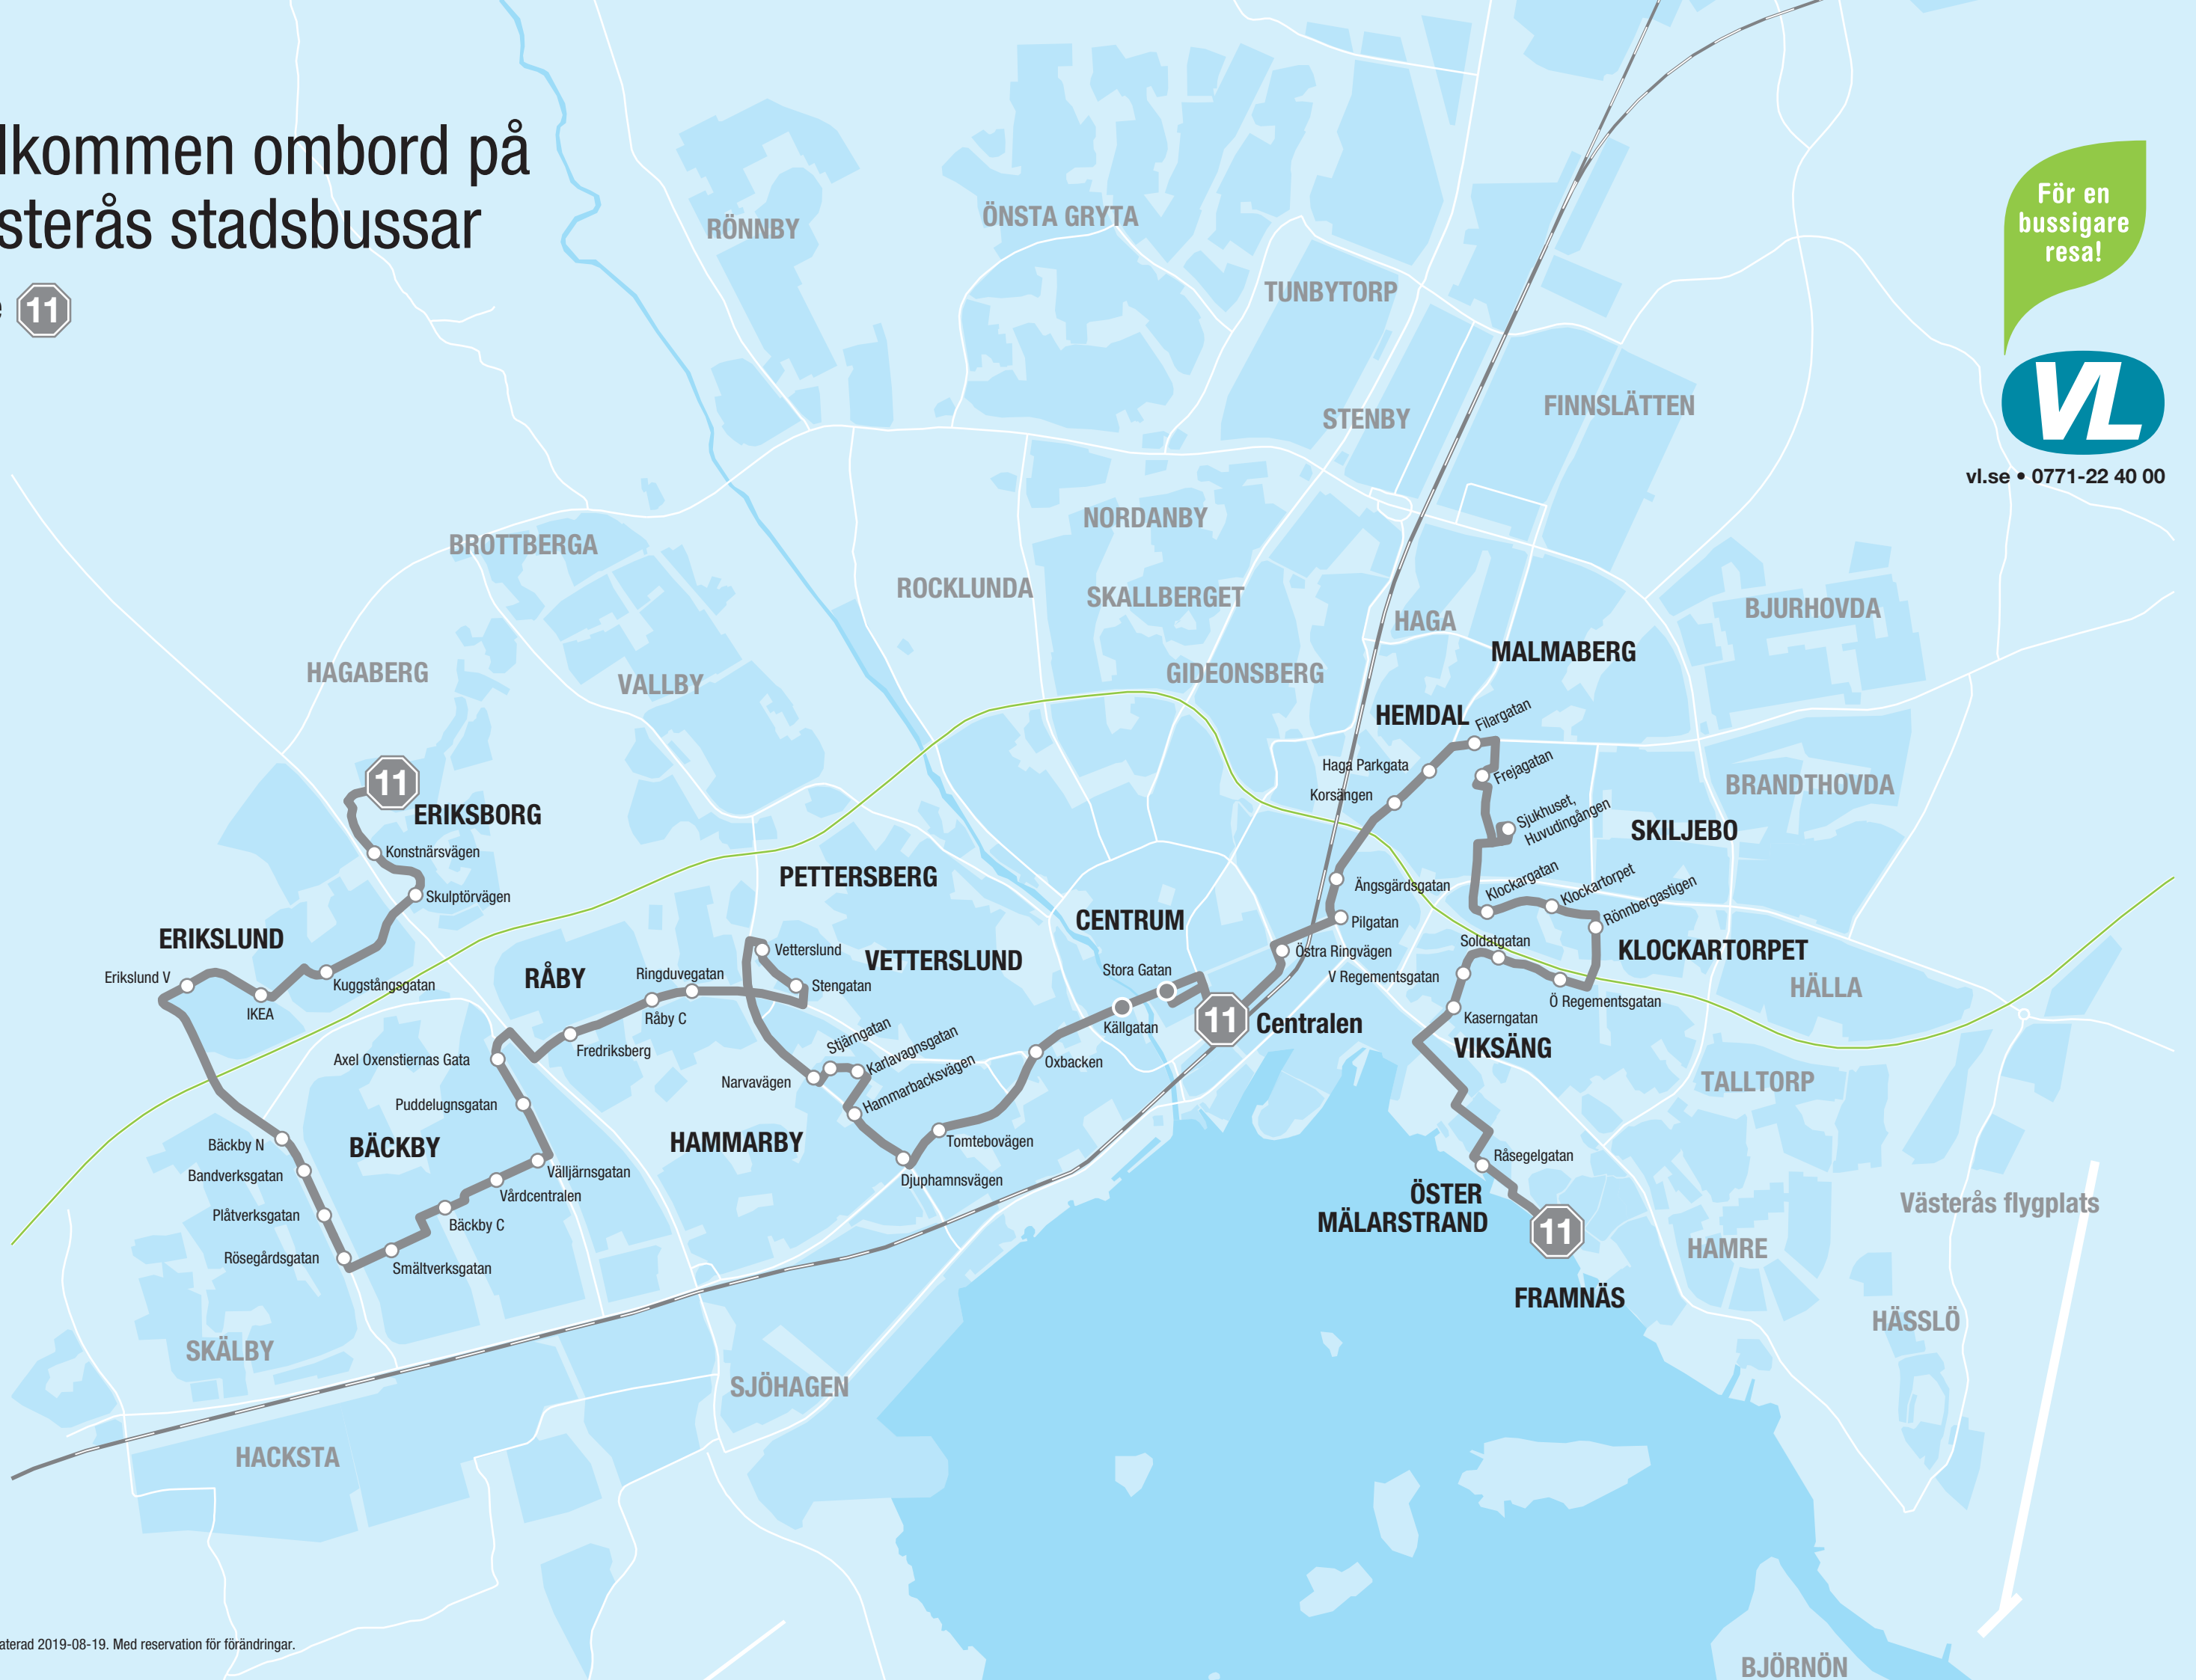 lkommen ombord på
sterås stadsbussar
e 11
För en
bussigare
resa!
VL
vl.se • 0771-22 40 00
RÖNNBY
ÖNSTA GRYTA
TUNBYTORP
STENBY
FINNSLÄTTEN
NORDANBY
BROTTBERGA
ROCKLUNDA
SKALLBERGET
HAGA
BJURHOVDA
MALMABERG
HAGABERG
VALLBY
GIDEONSBERG
HEMDAL
Filargatan
Haga Parkgata
Frejagatan
BRANDTHOVDA
11
ERIKSBORG
Korsängen
Sjukhuset,
Huvudingången
SKILJEBO
Konstnärsvägen
PETTERSBERG
Ängsgärdsgatan
Klockargatan
Klockartorpet
Rönnbergastigen
Skulptörvägen
CENTRUM
Pilgatan
ERIKSLUND
Vetterslund
VETTERSLUND
Östra Ringvägen
Soldatgatan
KLOCKARTORPET
Erikslund V
Kuggstångsgatan
IKEA
RÅBY
Ringduvegatan
Stengatan
Stora Gatan
V Regementsgatan
HÄLLA
Ö Regementsgatan
Råby C
Källgatan
11
Centralen
Kaserngatan
VIKSÄNG
Axel Oxenstiernas Gata
Fredriksberg
Stjärngatan
Karlavagnsgatan
Hammarbacksvägen
Narvavägen
Oxbacken
TALLTORP
Puddelugnsgatan
Bäckby N
BÄCKBY
HAMMARBY
Tomtebovägen
Råsegelgatan
Bandverksgatan
Välljärnsgatan
Vårdcentralen
Djuphamnsvägen
ÖSTER
MÄLARSTRAND
11
Västerås flygplats
Plåtverksgatan
Bäckby C
Rösegårdsgatan
Smältverksgatan
HAMRE
FRAMNÄS
HÄSSLÖ
SKÄLBY
SJÖHAGEN
HACKSTA
aterad 2019-08-19. Med reservation för förändringar.
BJÖRNÖN